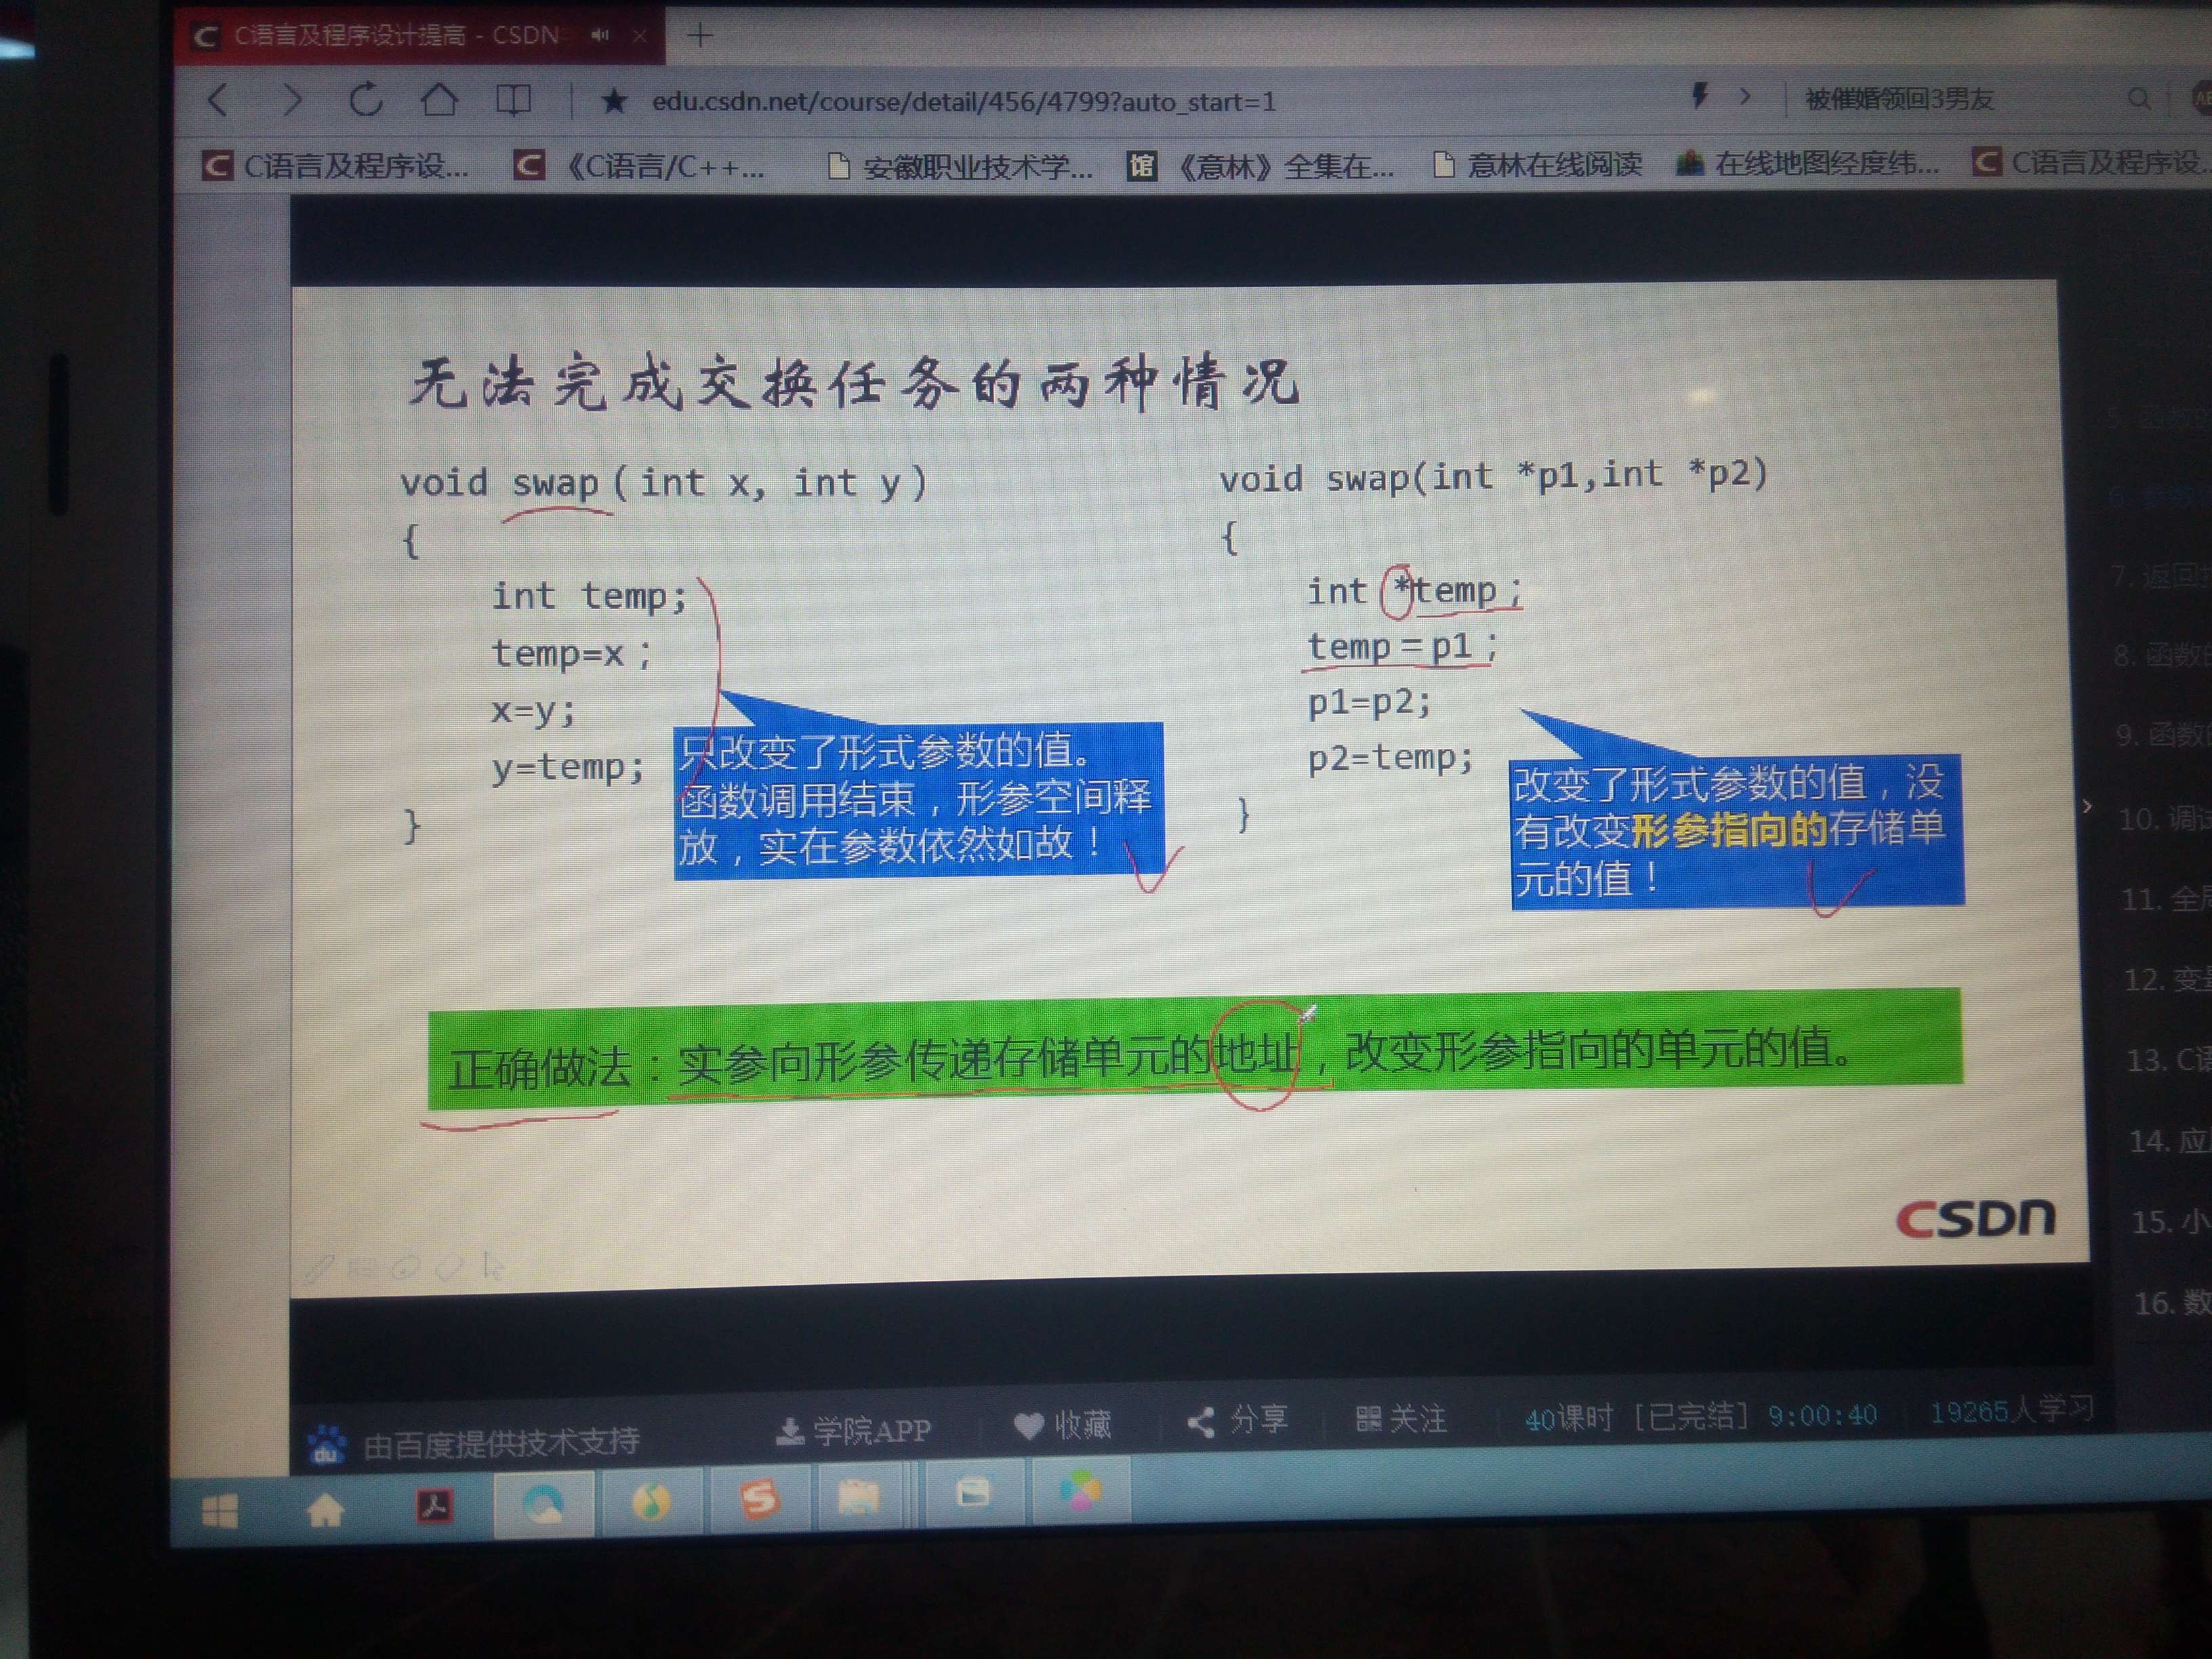 C语言及程序设计提高 - CSDN
edu.csdn.net/course/detail/456/4799?auto_start=1
被催婚领回3男友
C语言及程序设...
《C语言/C++...
安徽职业技术学...
馆
《意林》全集在...
意林在线阅读
在线地图经度纬...
C语言及程序设...
无法完成交换任务的两种情况
void swap ( int x, int y )
{
int temp;
temp=x ;
x=y;
y=temp;
}
只改变了形式参数的值。
函数调用结束，形参空间释
放，实在参数依然如故！
void swap(int *p1,int *p2)
{
int *temp ;
temp = p1 ;
p1=p2;
p2=temp;
}
改变了形式参数的值，没
有改变形参指向的存储单
元的值！
正确做法：实参向形参传递存储单元的地址，改变形参指向的单元的值。
CSDN
5. 函数
7. 返回
8. 函数的
9. 函数的
10. 调试
11. 全局
12. 变量
13. C语
14. 应
15. 小
16. 数
du 由百度提供技术支持
学院APP
收藏
分享
关注
40课时 [已完结] 9:00:40
19265人学习